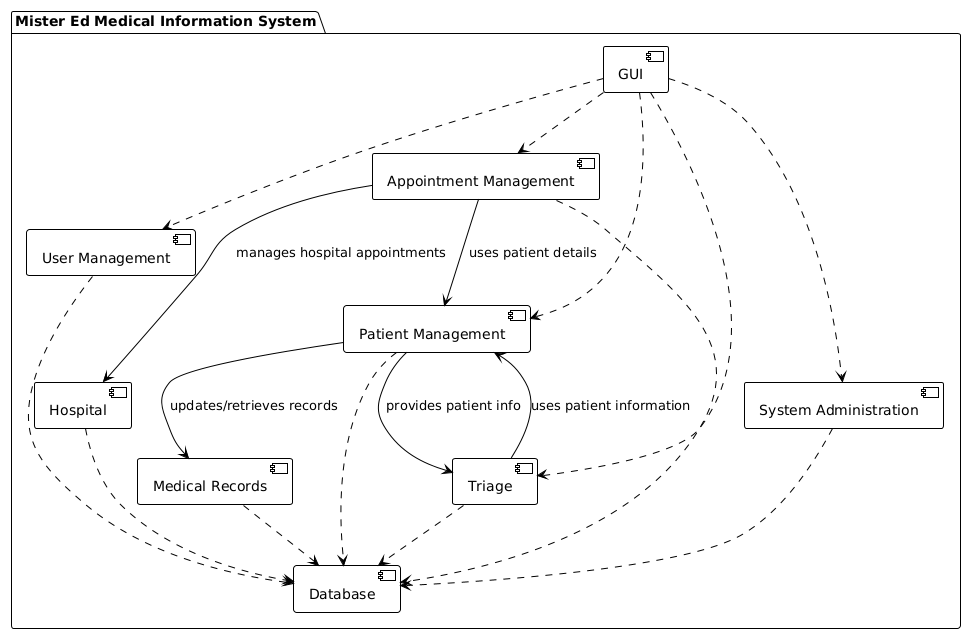 Mister Ed Medical Information System
GUI
Appointment Management
User Management
manages hospital appointments
uses patient details
Patient Management
Hospital
updates/retrieves records
provides patient info
uses patient information
System Administration
Medical Records
Triage
Database